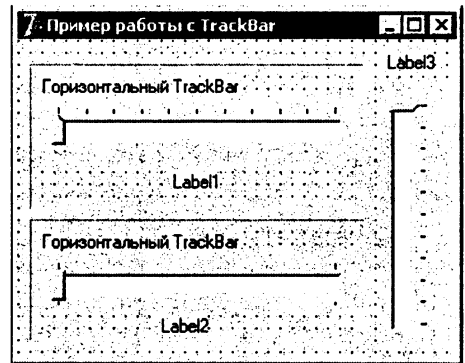 Пример работы с TrackBar
Label3
Горизонтальный TrackBar
Label1
Горизонтальный TrackBar
Label2